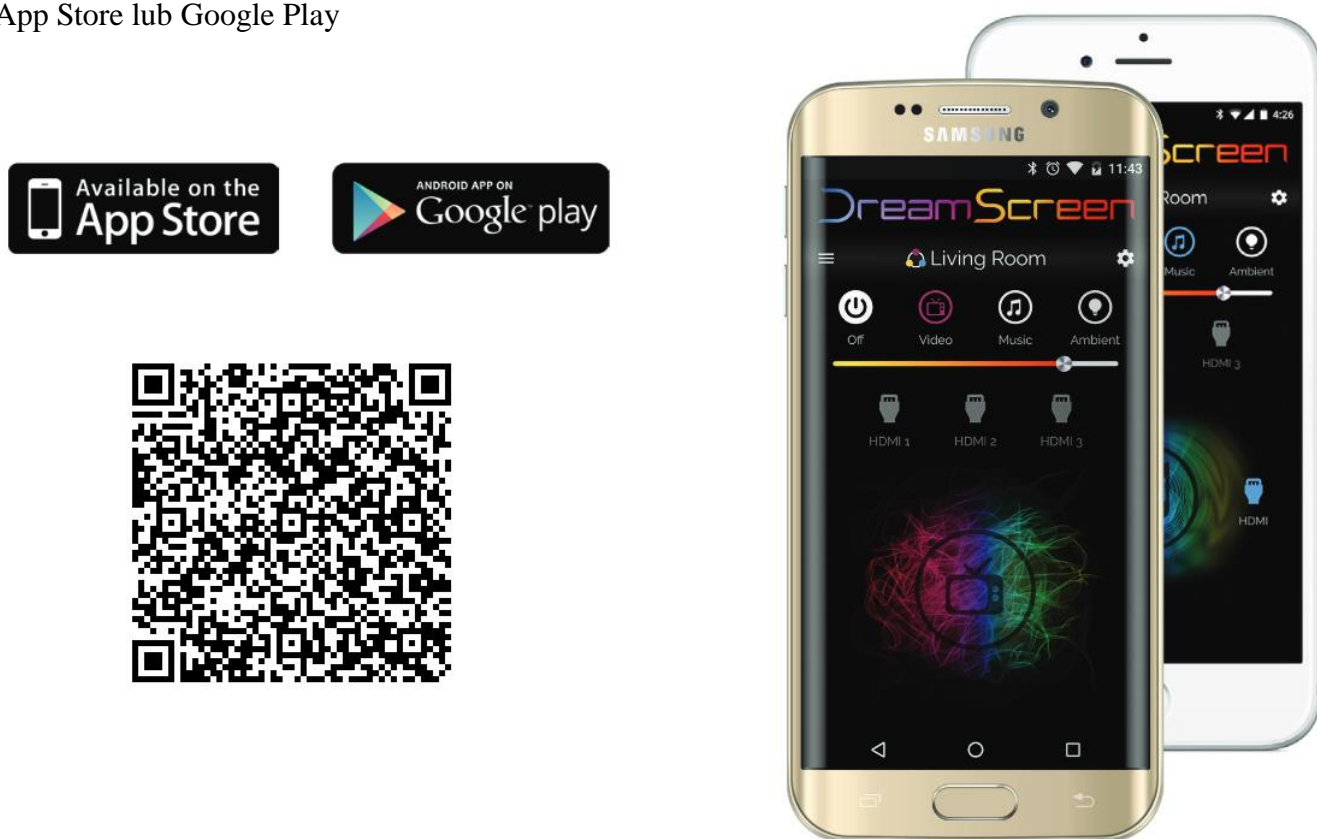 App Store lub Google Play
Available on the
App Store
ANDROID APP ON
Google play
SAMSUNG
11:43
DreamScreen
Living Room
Off
Video
Music
Ambient
HDMI 1
HDMI 2
HDMI 3
4:26
Screen
Room
Music
Ambient
HDMI 3
HDMI